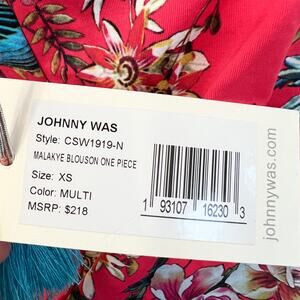 JOHNNY WAS
Style: CSW1919-N
MALAKYE BLOUSON ONE PIECE
Size: XS
Color: MULTI
MSRP: $218
1 93107 16230 3
johnnywas.com